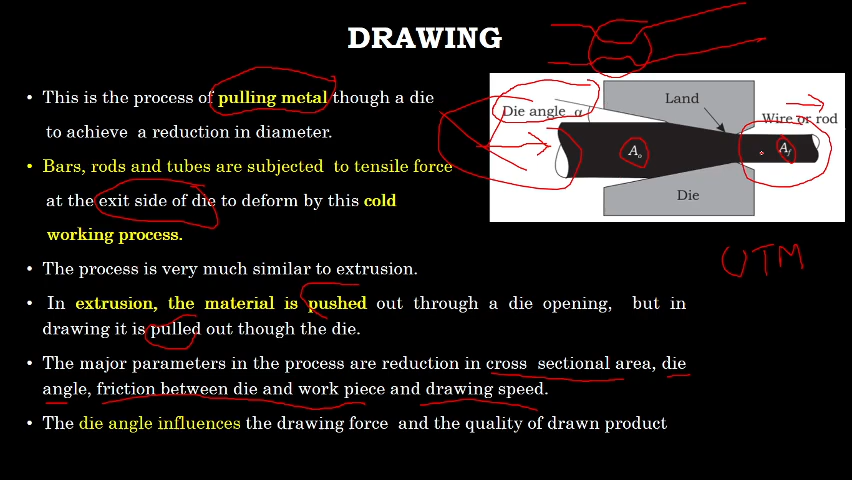 DRAWING
• This is the process of pulling metal though a die
to achieve a reduction in diameter.
• Bars, rods and tubes are subjected to tensile force
at the exit side of die to deform by this cold
working process.
• The process is very much similar to extrusion.
• In extrusion, the material is pushed out through a die opening, but in
drawing it is pulled out though the die.
• The major parameters in the process are reduction in cross sectional area, die
angle, friction between die and work piece and drawing speed.
• The die angle influences the drawing force and the quality of drawn product
Land
Die angle α
Wire or rod
Ao
Af
Die
UTM